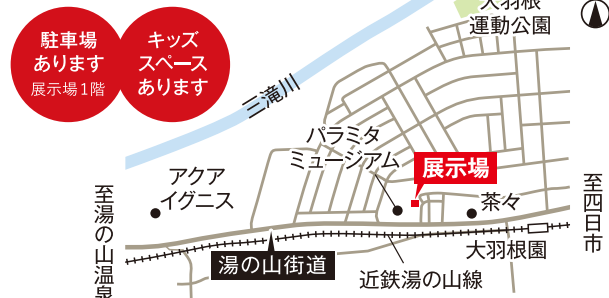 駐車場
あります
展示場1階
キッズ
スペース
あります
大羽根
運動公園
三滝川
パラミタ
ミュージアム
展示場
アクア
イグニス
茶々
至湯の山温泉
至四日市
大羽根園
湯の山街道
近鉄湯の山線